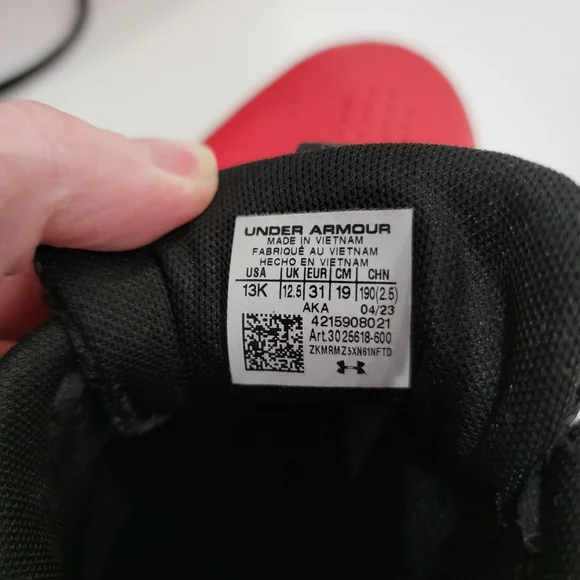 UNDER ARMOUR
MADE IN VIETNAM
FABRIQUÉ AU VIETNAM
HECHO EN VIETNAM
USA UK EUR CM CHN
13K 12.5 31 19 190(2.5)
AKA 04/23
4215908021
Art.3025618-600
ZKMRMZ5XN61NFTD